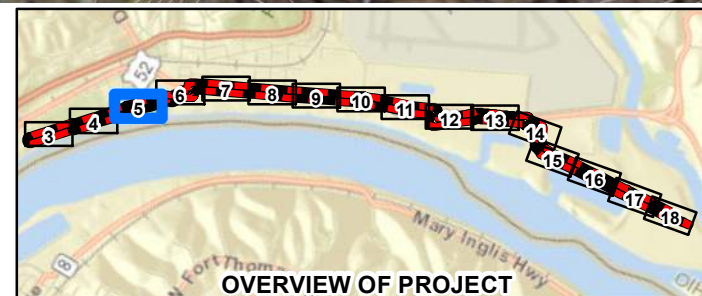 52
3 4 5 6 7 8 9 10 11 12 13 14 15 16 17 18
Mary Inglis Hwy
8
N Fort Thomas
OVERVIEW OF PROJECT